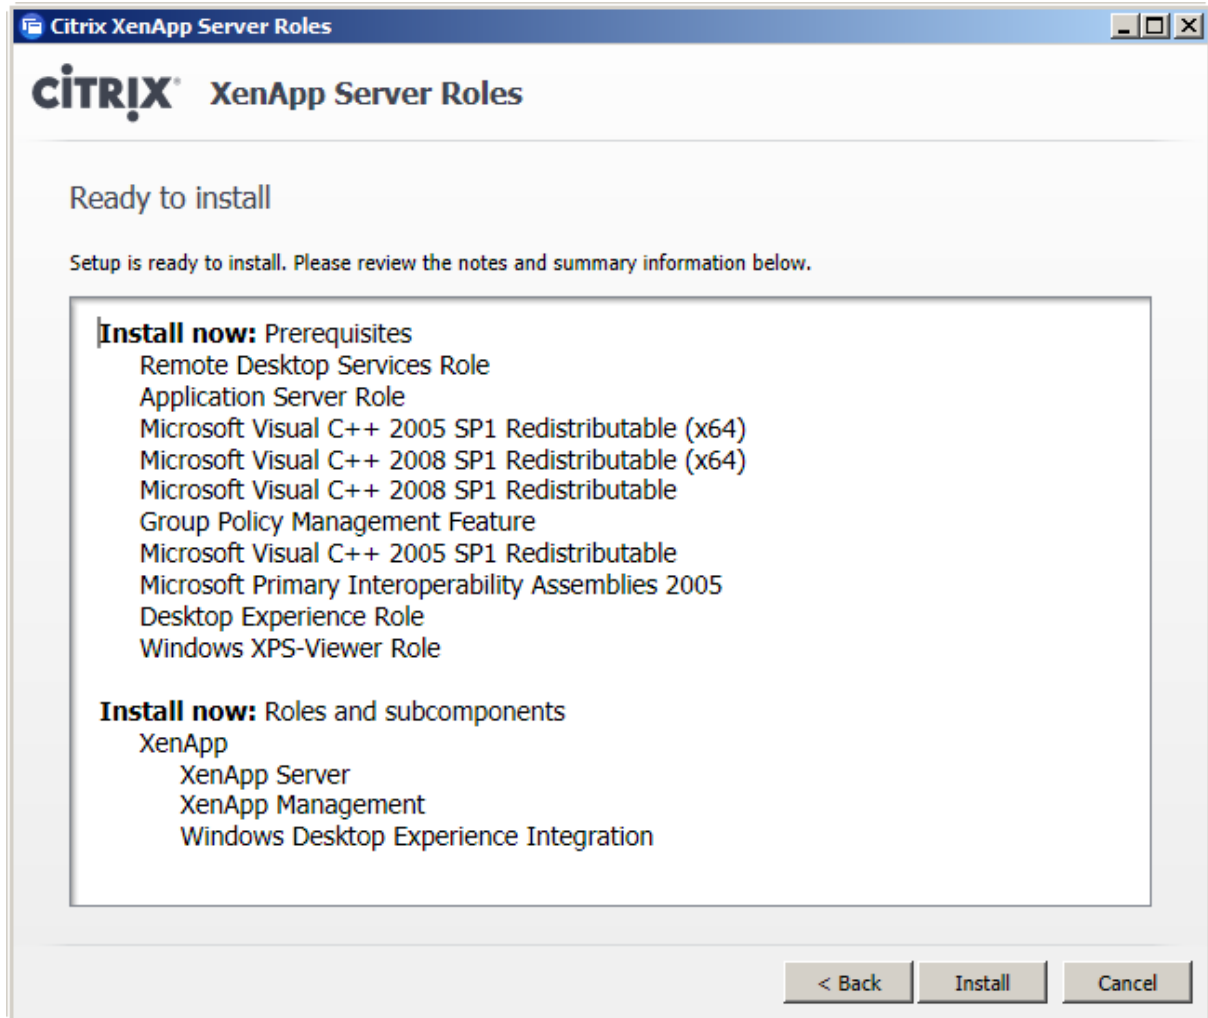 Citrix XenApp Server Roles
CITRIX® XenApp Server Roles
Ready to install
Setup is ready to install. Please review the notes and summary information below.
Install now: Prerequisites
Remote Desktop Services Role
Application Server Role
Microsoft Visual C++ 2005 SP1 Redistributable (x64)
Microsoft Visual C++ 2008 SP1 Redistributable (x64)
Microsoft Visual C++ 2008 SP1 Redistributable
Group Policy Management Feature
Microsoft Visual C++ 2005 SP1 Redistributable
Microsoft Primary Interoperability Assemblies 2005
Desktop Experience Role
Windows XPS-Viewer Role
Install now: Roles and subcomponents
XenApp
XenApp Server
XenApp Management
Windows Desktop Experience Integration
< Back Install Cancel